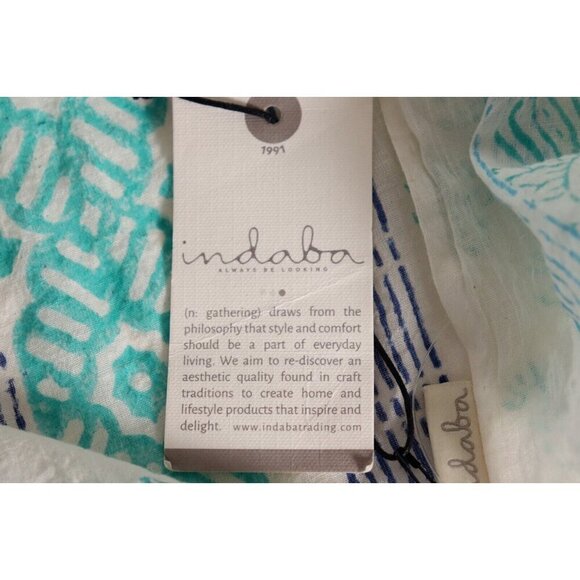 1991
indaba
ALWAYS BE LOOKING
(n: gathering) draws from the
philosophy that style and comfort
should be a part of everyday
living. We aim to re-discover an
aesthetic quality found in craft
traditions to create home and
lifestyle products that inspire and
delight. www.indabatrading.com
indaba